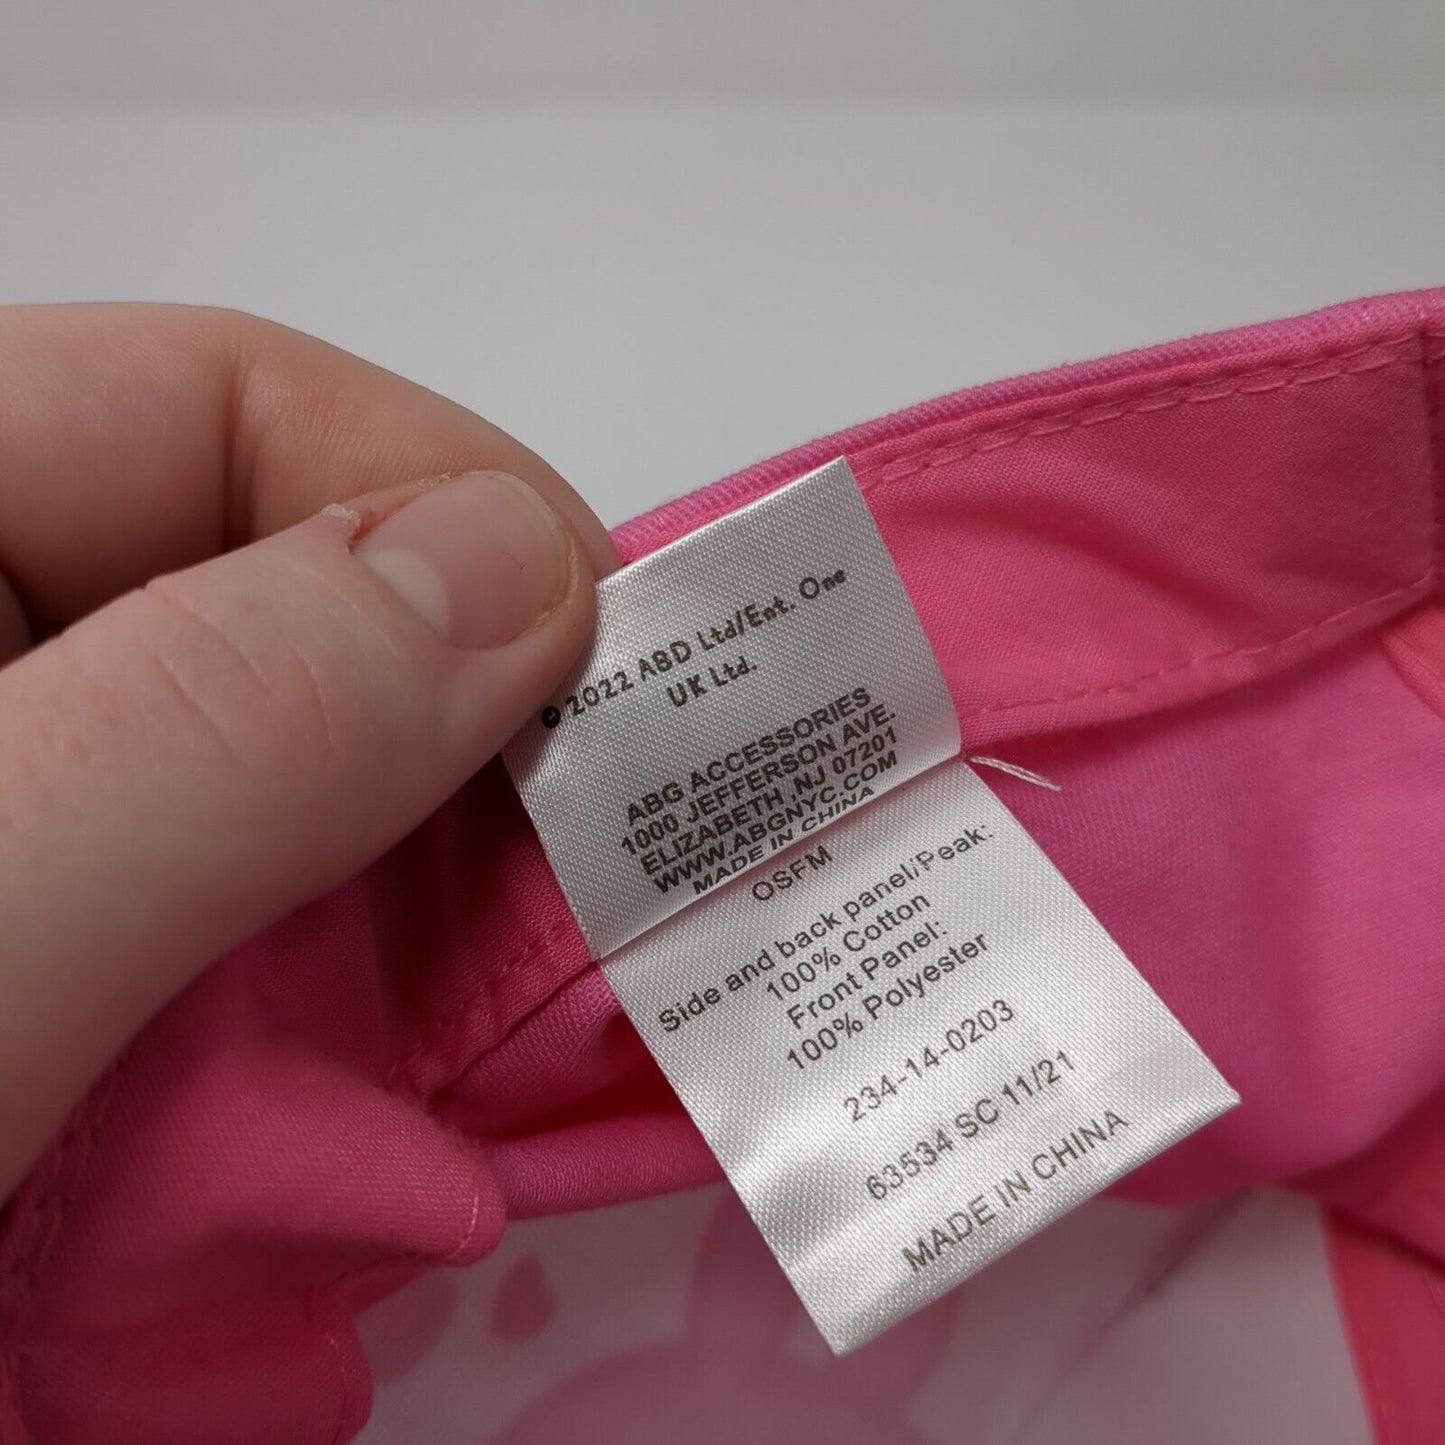 © 2022 ABD Ltd/Ent. One
UK Ltd.
ABG ACCESSORIES
1000 JEFFERSON AVE.
ELIZABETH, NJ 07201
WWW.ABGNYC.COM
MADE IN CHINA
OSFM
Side and back panel/Peak:
100% Cotton
Front Panel:
100% Polyester
234-14-0203
63534 SC 11/21
MADE IN CHINA